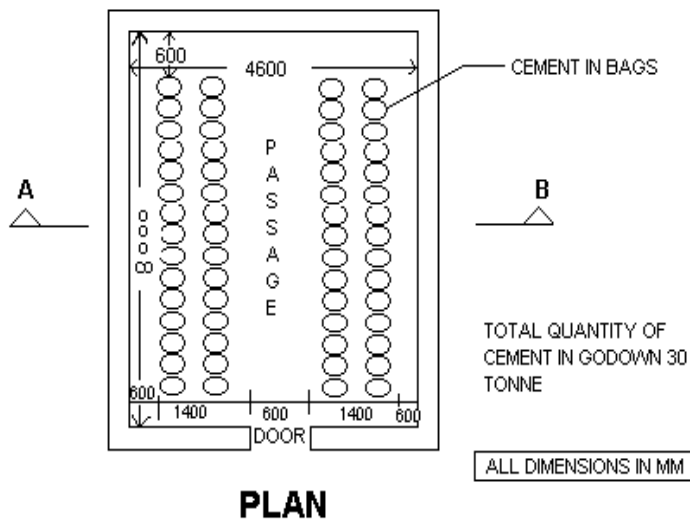 600
4600
CEMENT IN BAGS
PASSAGE
A
B
8000
TOTAL QUANTITY OF
CEMENT IN GODOWN 30
TONNE
600
1400
600
1400
600
DOOR
ALL DIMENSIONS IN MM
PLAN